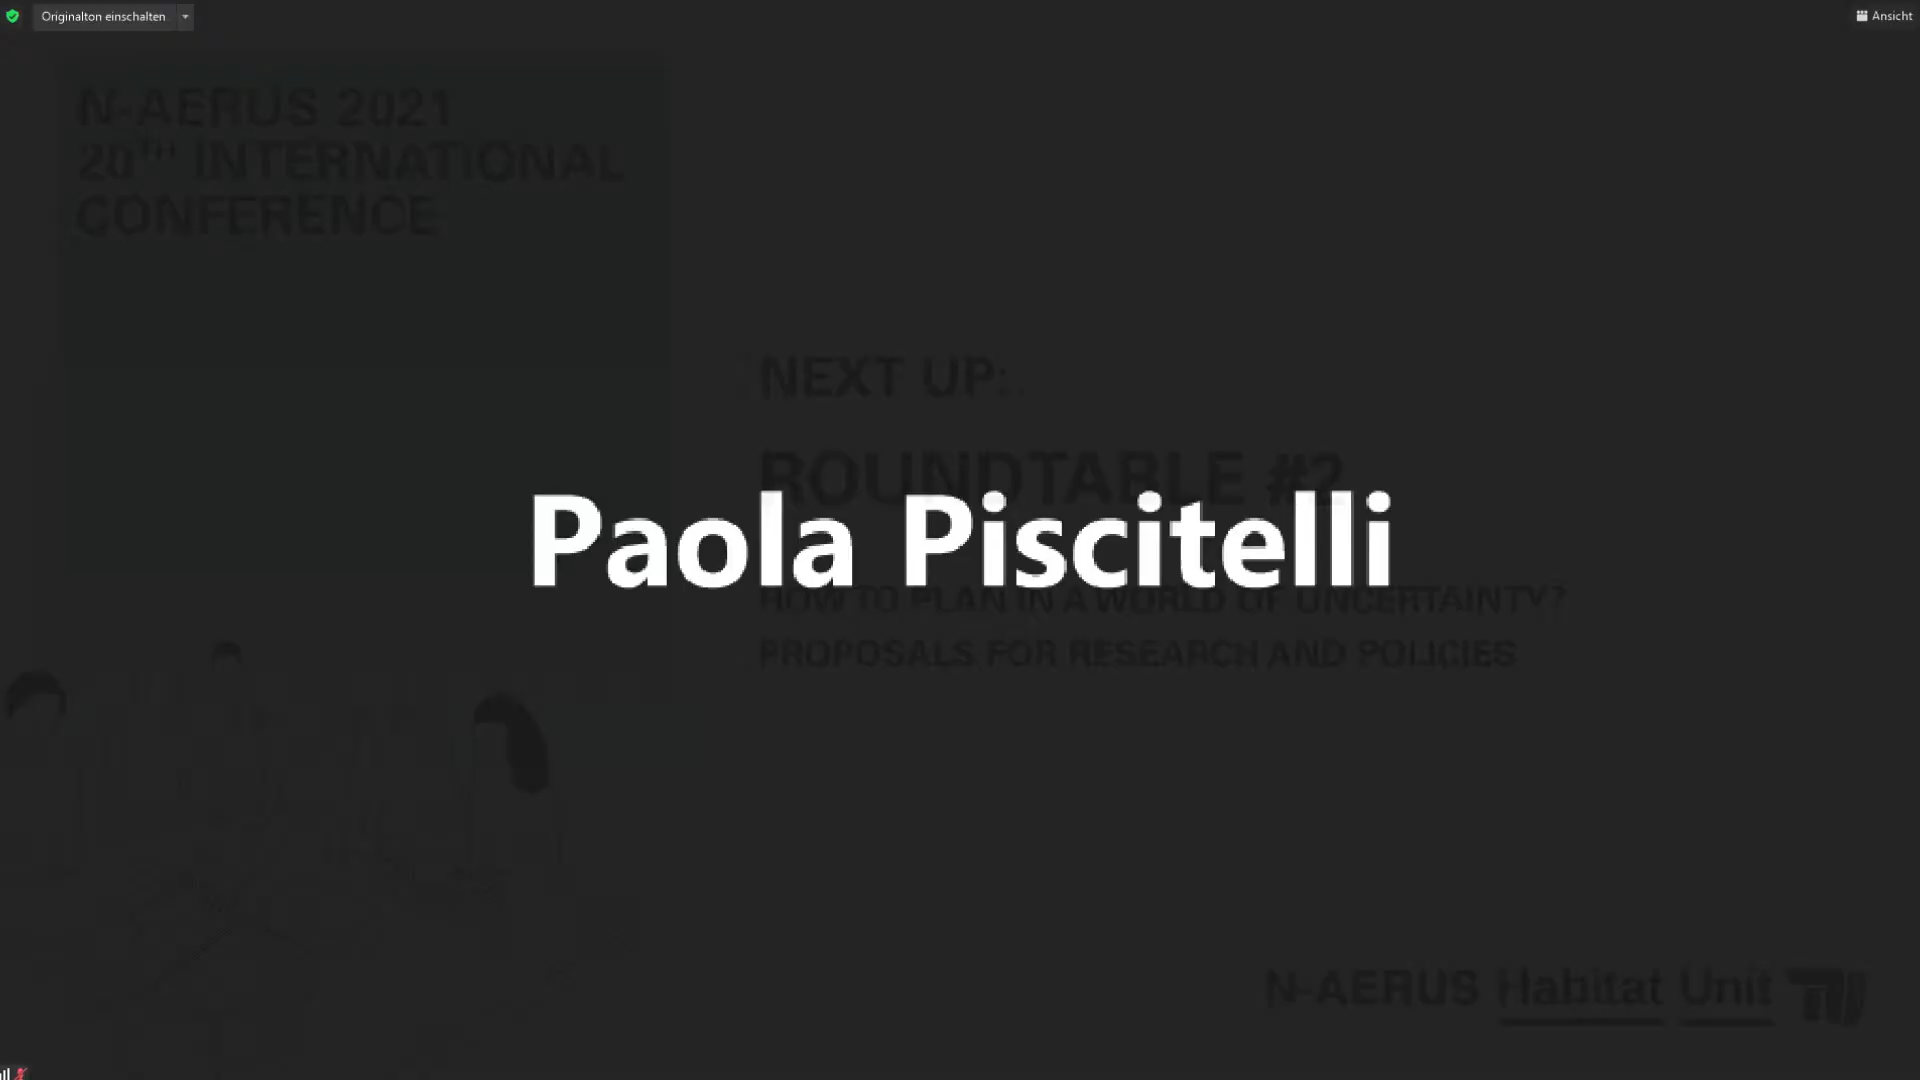 Originalton einschalten
Ansicht
N-AERUS 2021
20TH INTERNATIONAL
CONFERENCE
NEXT UP:
ROUNDTABLE #2
Paola Piscitelli
HOW TO PLAN IN A WORLD OF UNCERTAINTY?
PROPOSALS FOR RESEARCH AND POLICIES
N-AERUS Habitat Unit